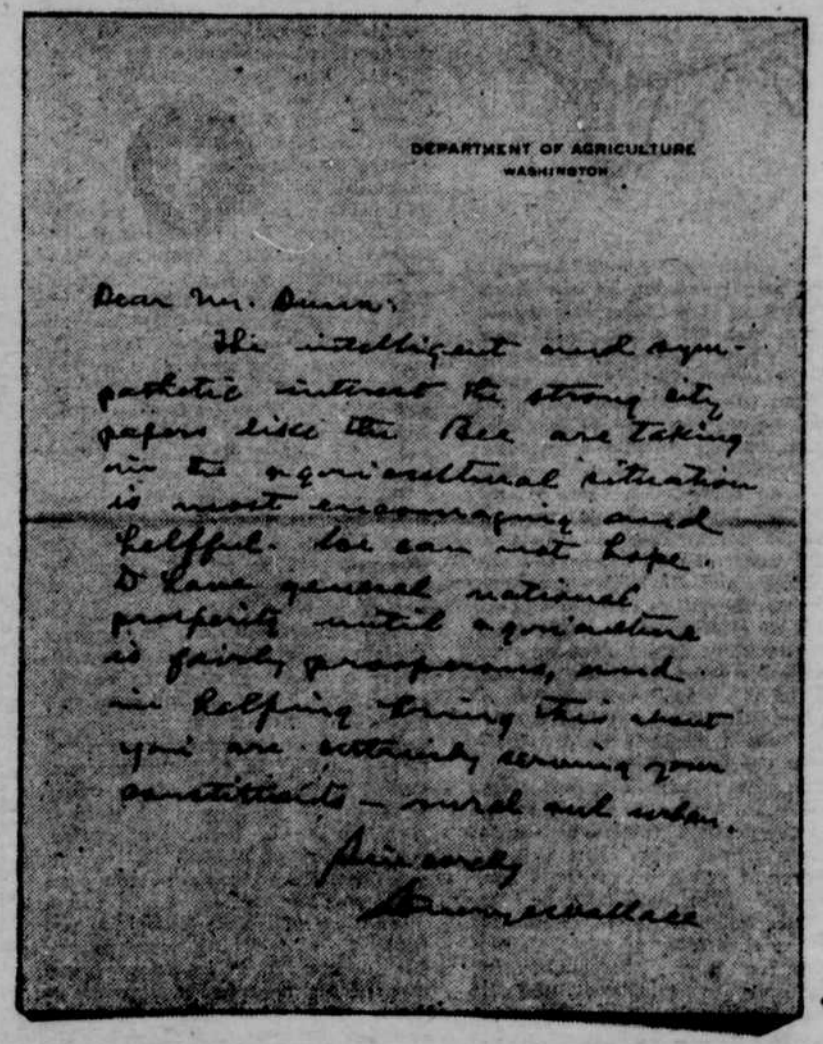 DEPARTMENT OF AGRICULTURE
WASHINGTON
Dear Mr. Dunn:
The intelligent and sym-
pathetic interest the strong city
papers like the Bee are taking
in the agricultural situation
is most encouraging and
helpful. We can not hope
to have general national
prosperity until agriculture
is fairly prosperous, and
in helping bring this about
you are certainly serving your
constituents – rural and urban.
Sincerely
Henry C Wallace